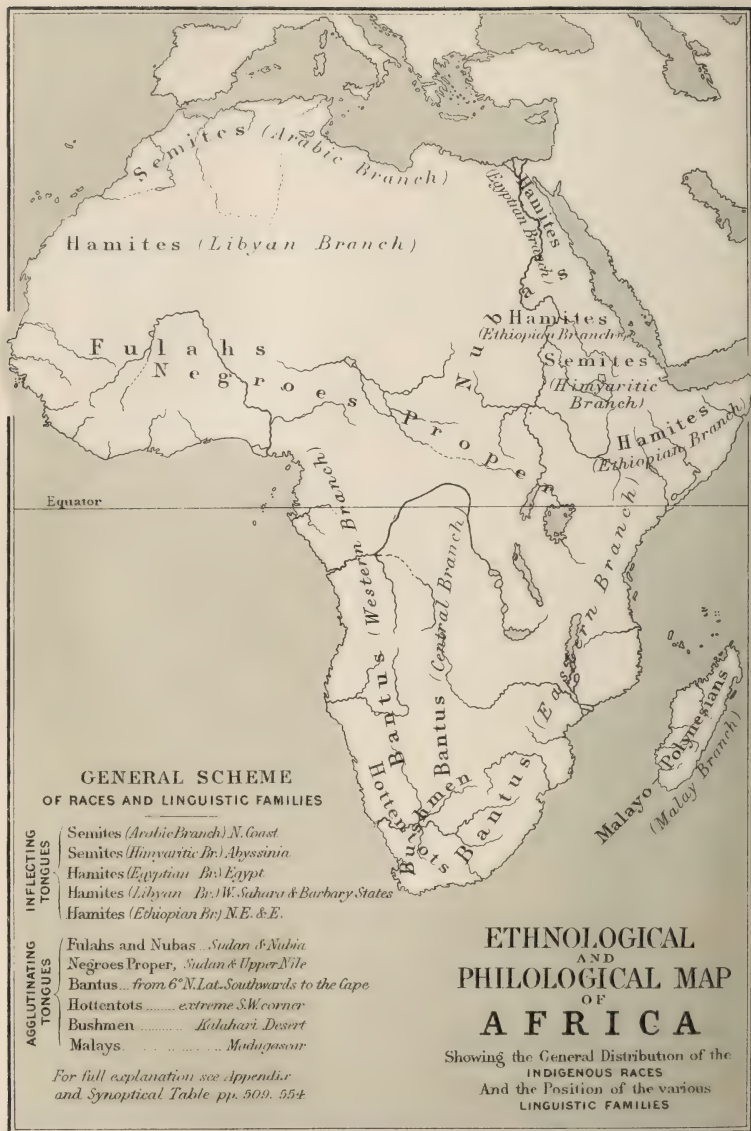 Semites (Arabic Branch)
Hamites (Egyptian Branch)
Hamites (Libyan Branch)
Nubas
Hamites
(Ethiopian Branch)
Fulahs
Semites
(Himyaritic
Branch)
Negroes Proper
Hamites
(Ethiopian Branch)
Equator
Bantus (Western Branch)
Bantus (Central Branch)
Bantus (Eastern Branch)
Hottentots
Bushmen
Malayo Polynesians
(Malay Branch)
GENERAL SCHEME
OF RACES AND LINGUISTIC FAMILIES
INFLECTING
TONGUES
Semites (Arabic Branch) N. Coast
Semites (Himyaritic Br.) Abyssinia
Hamites (Egyptian Br.) Egypt
Hamites (Libyan Br.) W. Sahara & Barbary States
Hamites (Ethiopian Br.) N.E. & E.
AGGLUTINATING
TONGUES
Fulahs and Nubas .. Sudan & Nubia
Negroes Proper, Sudan & Upper Nile
Bantus ... from 6° N. Lat. Southwards to the Cape
Hottentots ........ extreme S.W. corner
Bushmen .......... Kalahari Desert
Malays. . ............ Madagascar
For full explanation see Appendix
and Synoptical Table pp. 509. 554
ETHNOLOGICAL
AND
PHILOLOGICAL MAP
OF
AFRICA
Showing the General Distribution of the
INDIGENOUS RACES
And the Position of the various
LINGUISTIC FAMILIES